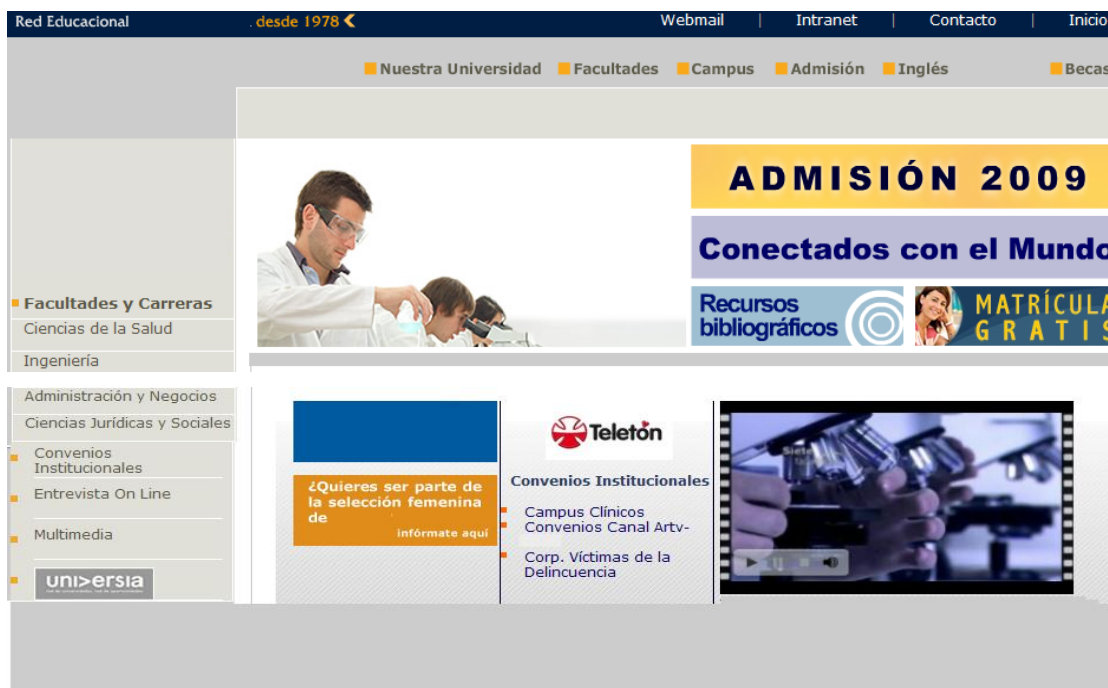 Red Educacional
. desde 1978
Webmail | Intranet | Contacto | Inicio
Nuestra Universidad Facultades Campus Admisión Inglés Becas
ADMISIÓN 2009
Conectados con el Mundo
Recursos
bibliográficos
MATRÍCULA
GRATIS
Facultades y Carreras
Ciencias de la Salud
Ingeniería
Administración y Negocios
Ciencias Jurídicas y Sociales
Convenios
Institucionales
Entrevista On Line
Multimedia
universia
¿Quieres ser parte de
la selección femenina
de
infórmate aquí
Teletón
Convenios Institucionales
Campus Clínicos
Convenios Canal Artv-
Corp. Víctimas de la
Delincuencia
Siete